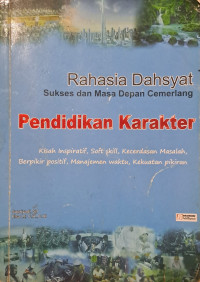 Rahasia Dahsyat
Sukses dan Masa Depan Cemerlang
Pendidikan Karakter
Kisah Inspiratif, Soft skill, Kecerdasan Masalah,
Berpikir positif, Manajemen waktu, Kekuatan pikiran